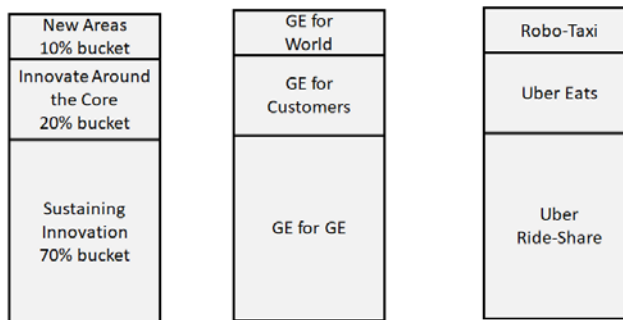 New Areas
10% bucket
Innovate Around
the Core
20% bucket
Sustaining
Innovation
70% bucket
GE for
World
GE for
Customers
GE for GE
Robo-Taxi
Uber Eats
Uber
Ride-Share